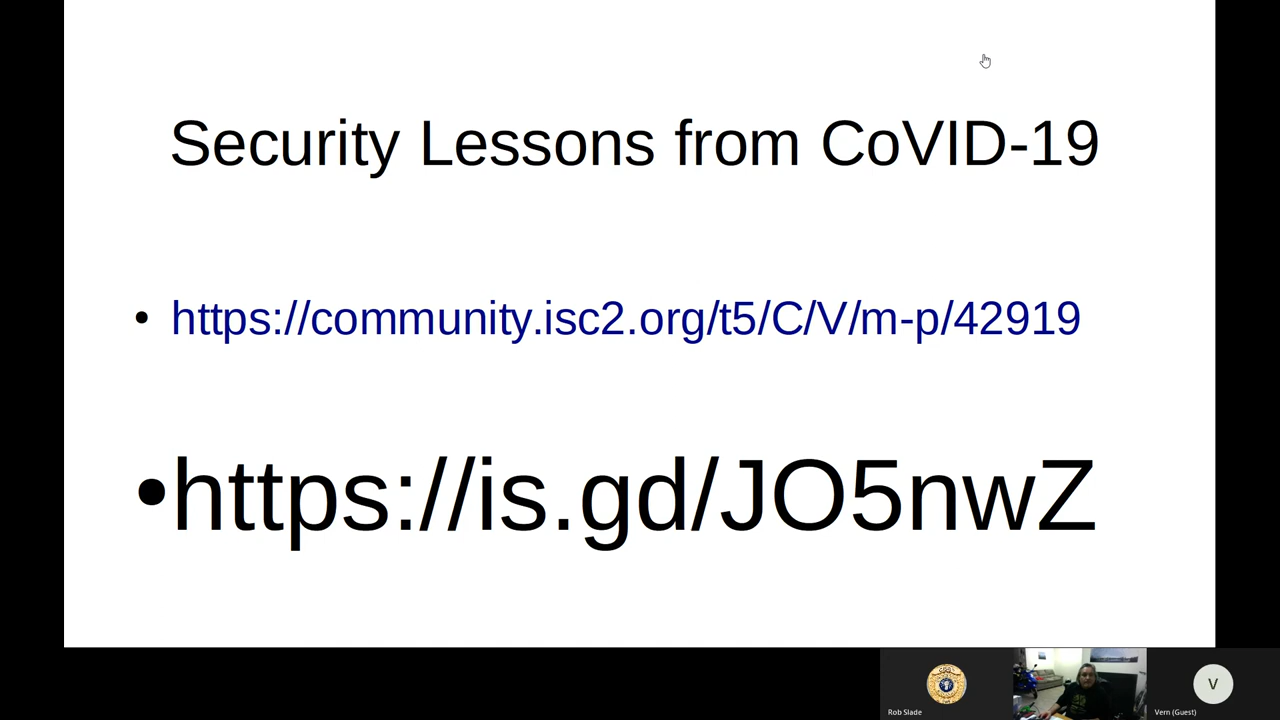 Security Lessons from CoVID-19
• https://community.isc2.org/t5/C/V/m-p/42919
•https://is.gd/JO5nwZ
V
Rob Slade
Vern (Guest)